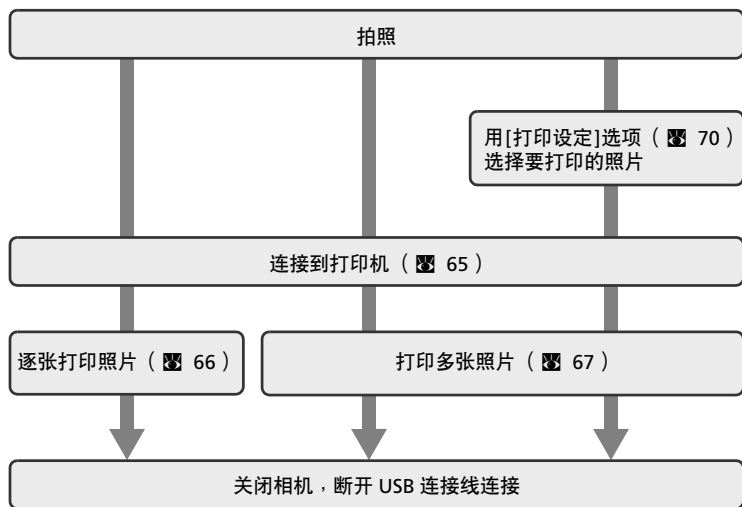 拍照
用[打印设定]选项（ 70 ）
选择要打印的照片
连接到打印机（ 65 ）
逐张打印照片（ 66 ）
打印多张照片（ 67 ）
关闭相机，断开 USB 连接线连接